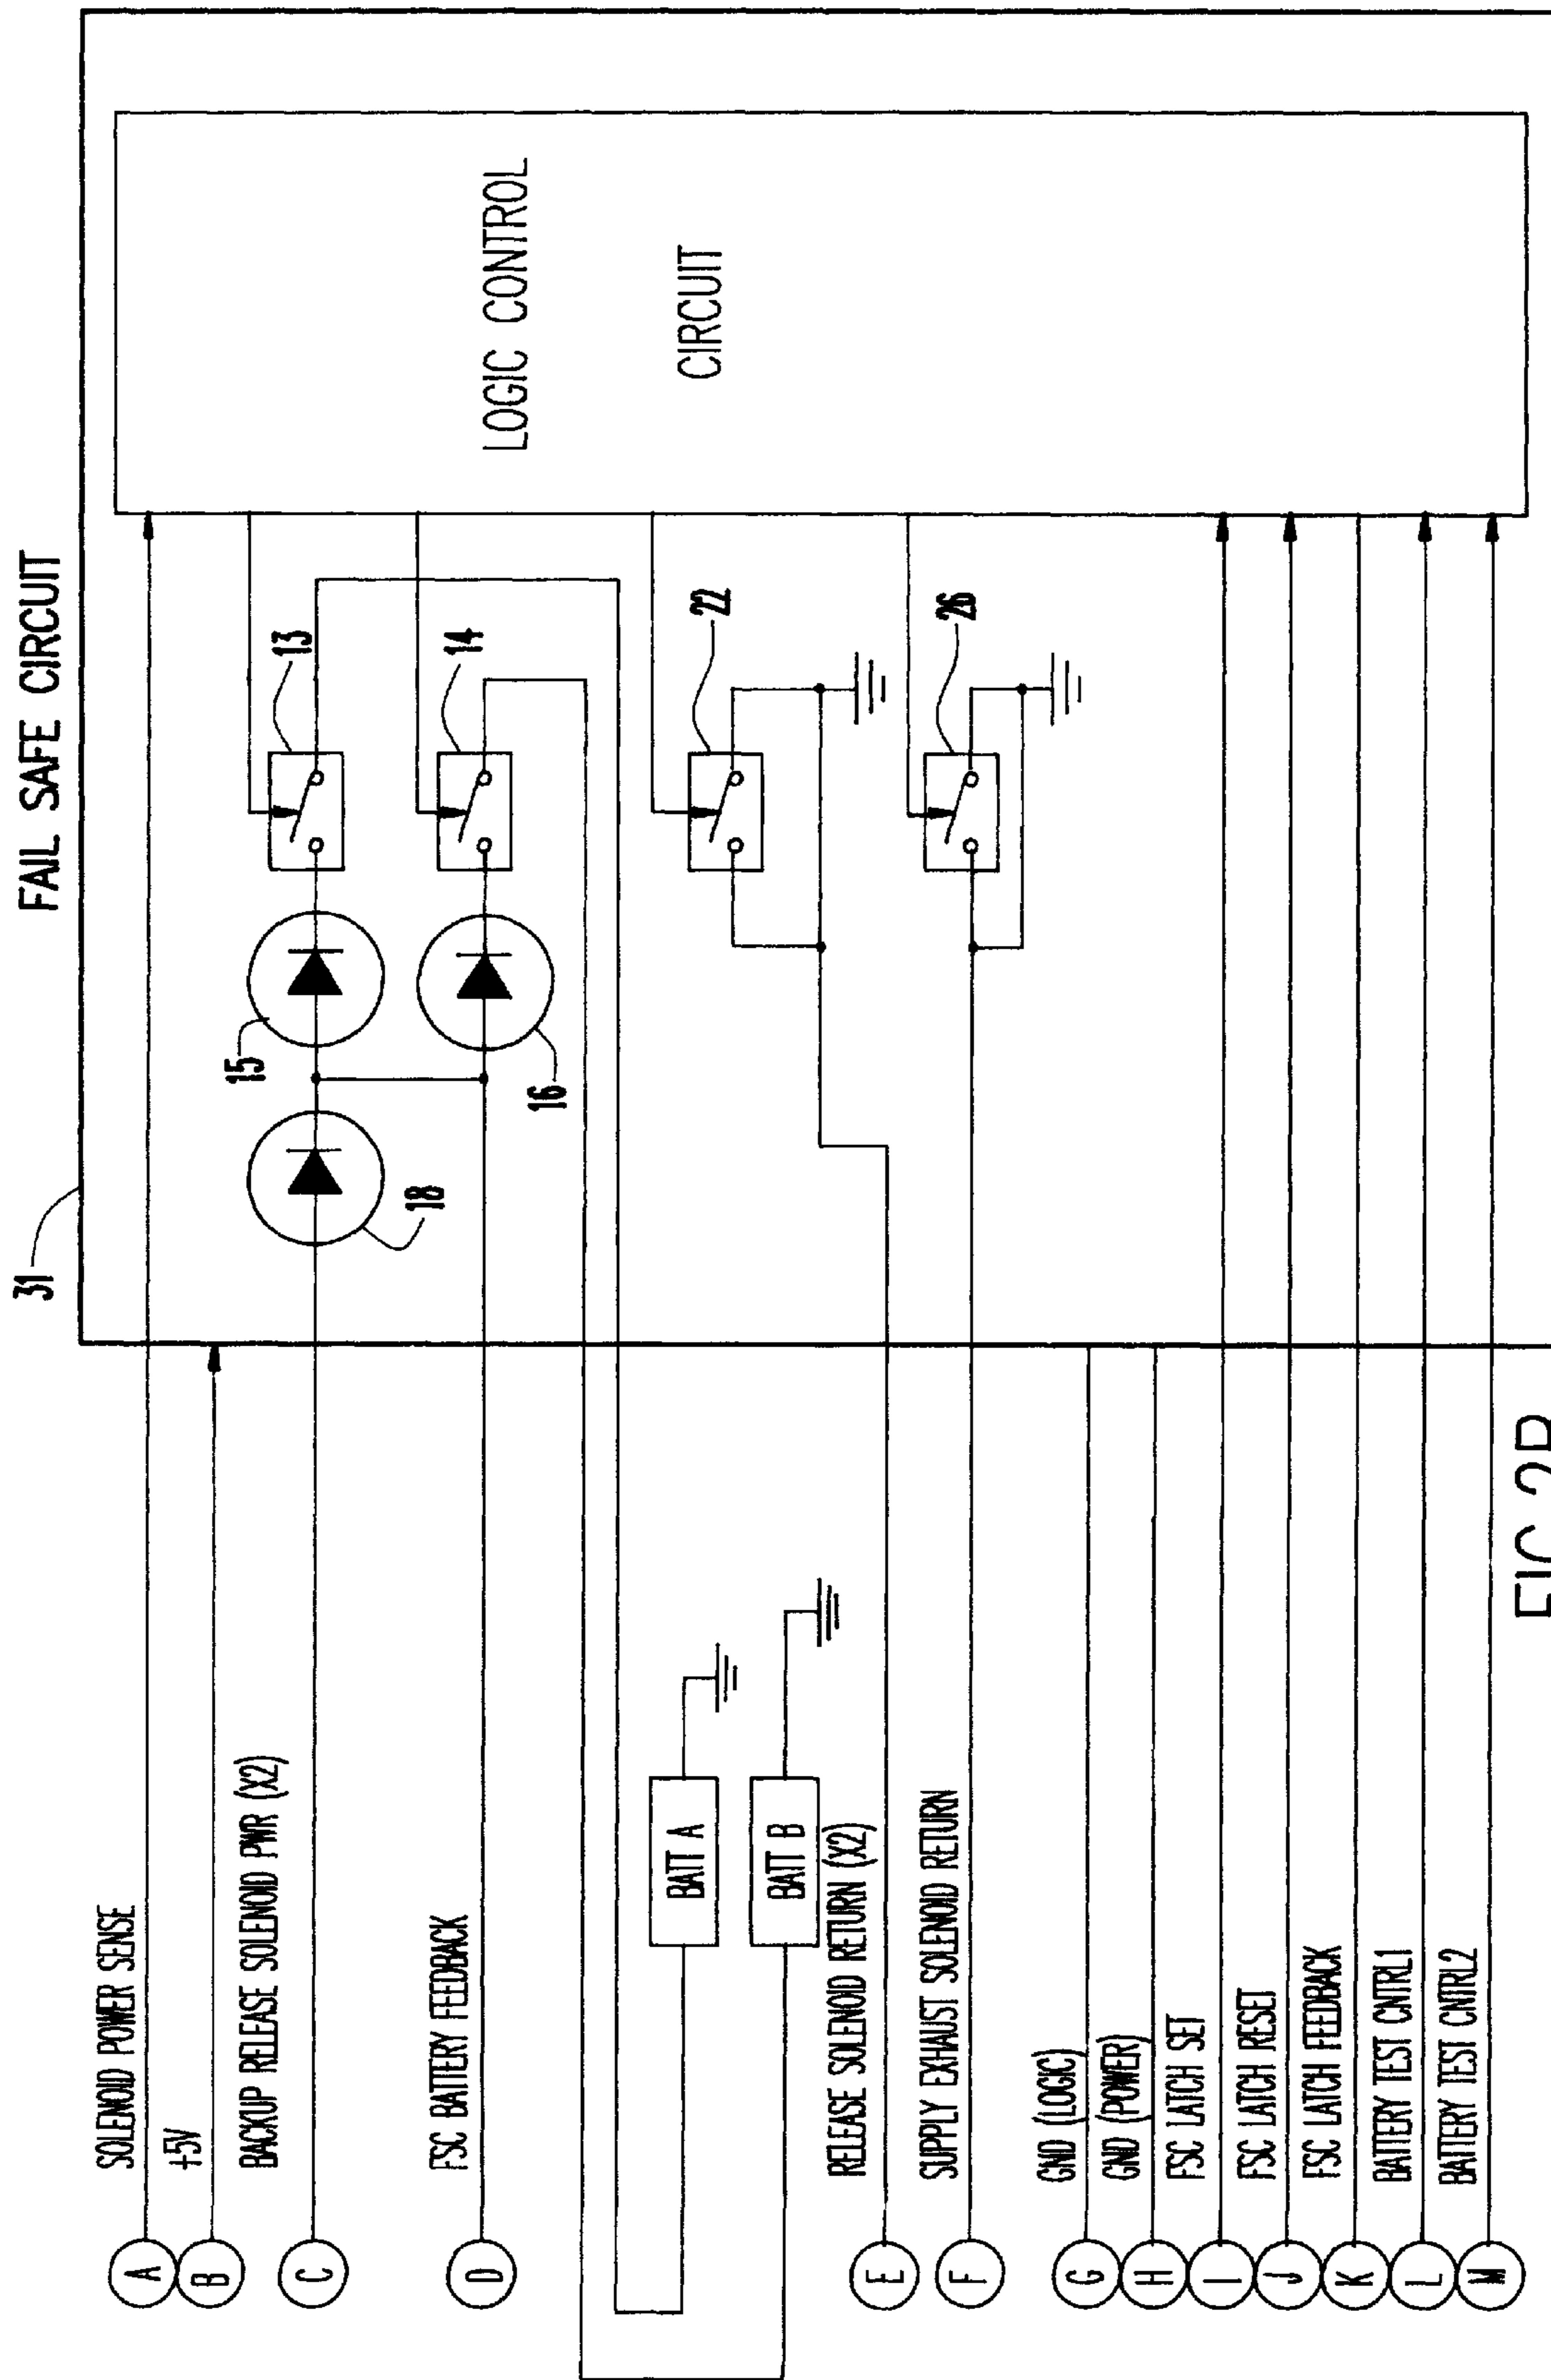 FAIL SAFE CIRCUIT
31
SOLENOID POWER SENSE
A
+5V
B
BACKUP RELEASE SOLENOID PWR (X2)
C
18
15
13
FSC BATTERY FEEDBACK
D
16
14
LOGIC CONTROL
CIRCUIT
BATT A
BATT B
22
RELEASE SOLENOID RETURN (X2)
E
26
SUPPLY EXHAUST SOLENOID RETURN
F
GND (LOGIC)
G
GND (POWER)
H
FSC LATCH SET
I
FSC LATCH RESET
J
FSC LATCH FEEDBACK
K
BATTERY TEST CNTRL1
L
BATTERY TEST CNTRL2
M